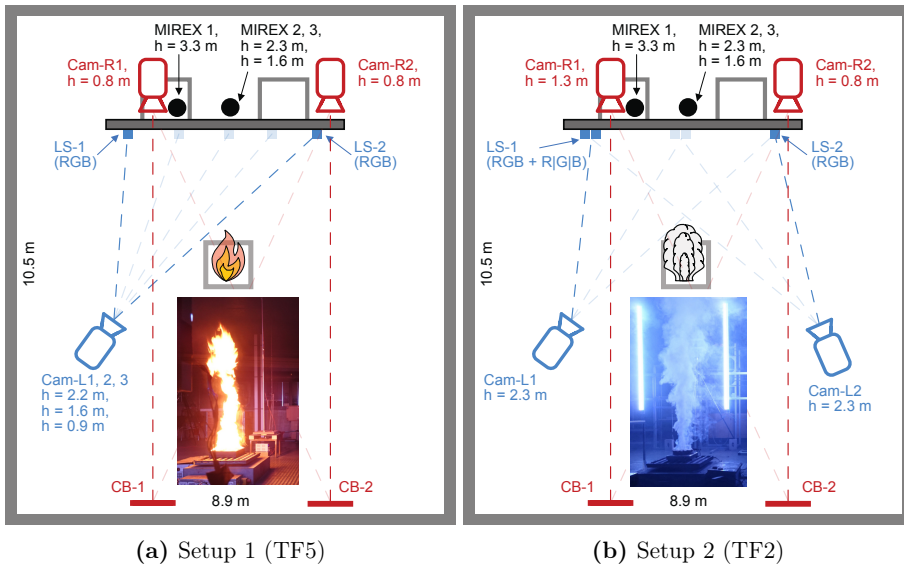 MIREX 1,
h = 3.3 m
MIREX 2, 3,
h = 2.3 m,
h = 1.6 m
Cam-R1,
h = 0.8 m
Cam-R2,
h = 0.8 m
LS-1
(RGB)
LS-2
(RGB)
10.5 m
Cam-L1, 2, 3
h = 2.2 m,
h = 1.6 m,
h = 0.9 m
CB-1
CB-2
8.9 m
(a) Setup 1 (TF5)
MIREX 1,
h = 3.3 m
MIREX 2, 3,
h = 2.3 m,
h = 1.6 m
Cam-R1,
h = 1.3 m
Cam-R2,
h = 0.8 m
LS-1
(RGB + R|G|B)
LS-2
(RGB)
10.5 m
Cam-L1
h = 2.3 m
Cam-L2
h = 2.3 m
CB-1
CB-2
8.9 m
(b) Setup 2 (TF2)